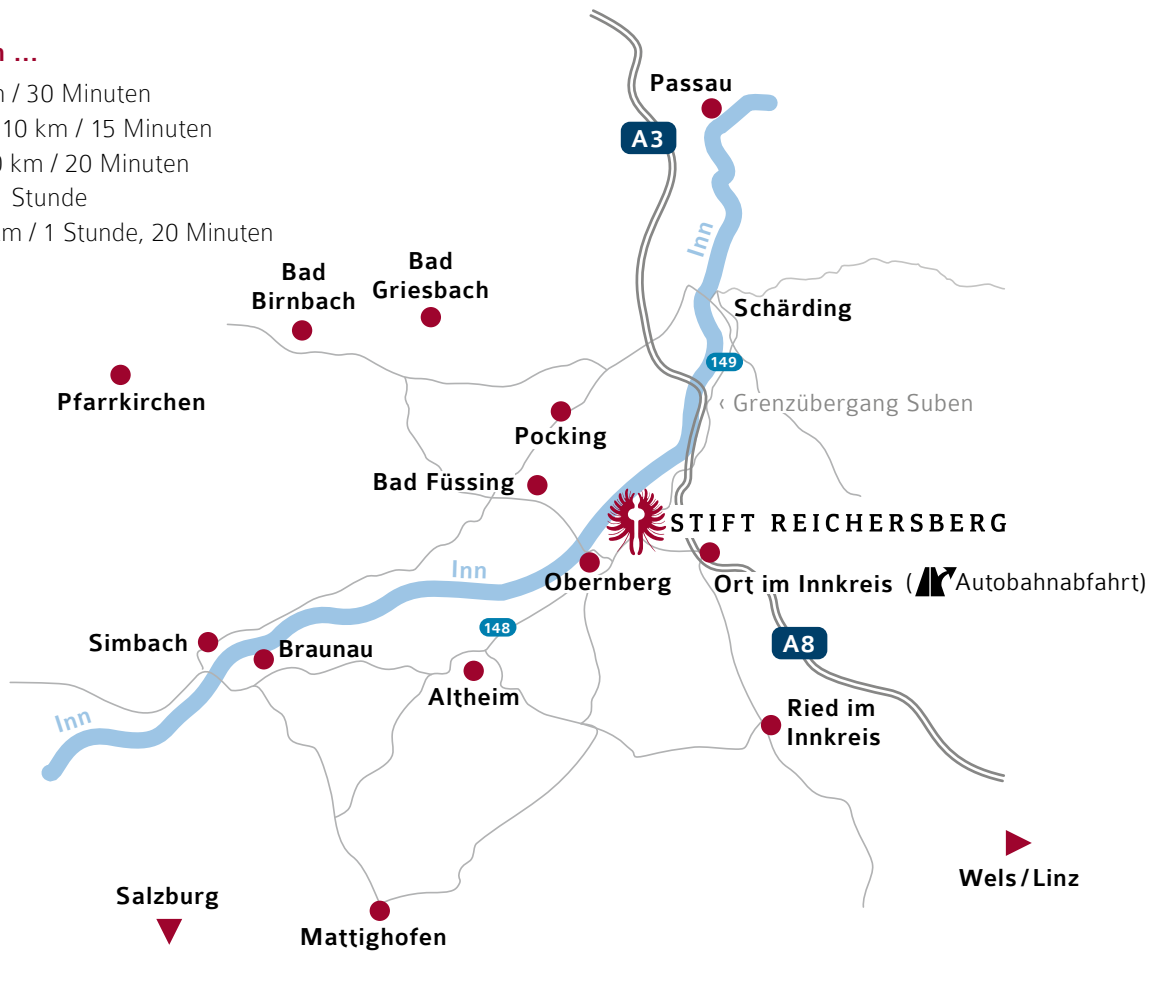 ...
/ 30 Minuten
10 km / 15 Minuten
km / 20 Minuten
Stunde
/ 1 Stunde, 20 Minuten
Passau
A3
Inn
Bad
Birnbach
Bad
Griesbach
Schärding
149
Pfarrkirchen
‹ Grenzübergang Suben
Pocking
Bad Füssing
STIFT REICHERSBERG
Inn
Obernberg
Ort im Innkreis (Autobahnabfahrt)
148
Simbach
Braunau
A8
Altheim
Inn
Ried im
Innkreis
Wels / Linz
Salzburg
Mattighofen